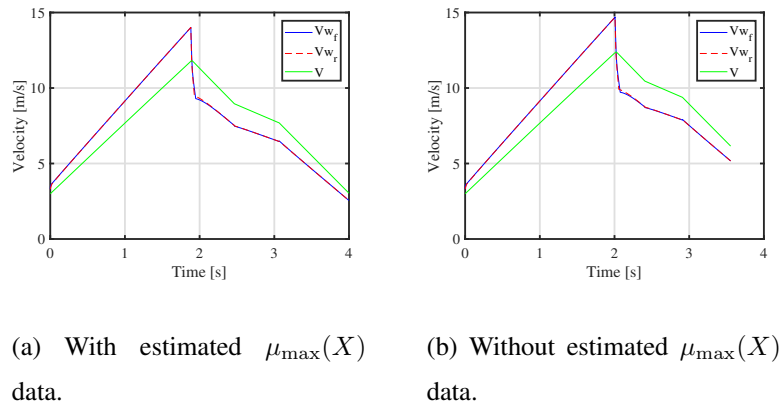 15
10
5
0
Velocity [m/s]
0 1 2 3 4
Time [s]
Vw_f
Vw_r
V
15
10
5
0
Velocity [m/s]
0 1 2 3 4
Time [s]
Vw_f
Vw_r
V
(a) With estimated μ_max(X)
data.
(b) Without estimated μ_max(X)
data.